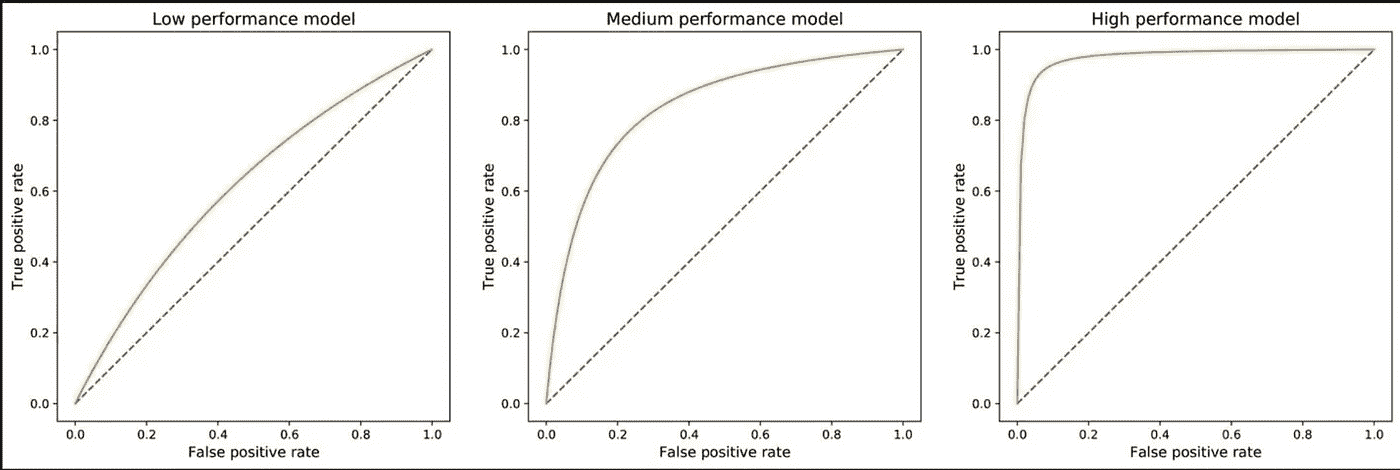 Low performance model
1.0
0.8
0.6
0.4
0.2
0.0
True positive rate
0.0 0.2 0.4 0.6 0.8 1.0
False positive rate
Medium performance model
1.0
0.8
0.6
0.4
0.2
0.0
True positive rate
0.0 0.2 0.4 0.6 0.8 1.0
False positive rate
High performance model
1.0
0.8
0.6
0.4
0.2
0.0
True positive rate
0.0 0.2 0.4 0.6 0.8 1.0
False positive rate